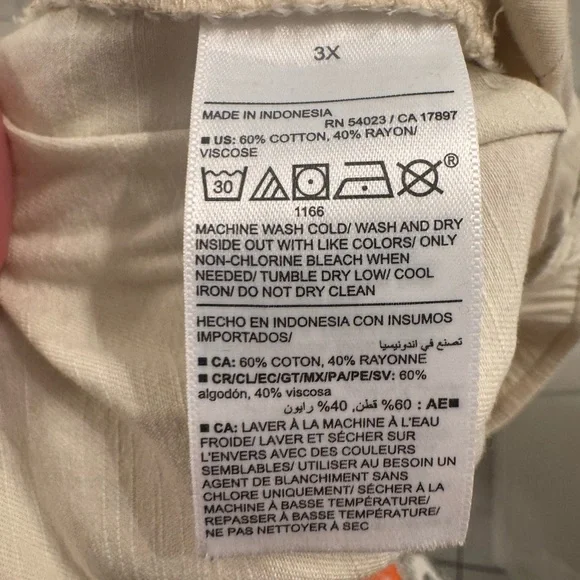 3X
MADE IN INDONESIA
RN 54023 / CA 17897
■ US: 60% COTTON, 40% RAYON/
VISCOSE
30
®
1166
MACHINE WASH COLD/ WASH AND DRY
INSIDE OUT WITH LIKE COLORS/ ONLY
NON-CHLORINE BLEACH WHEN
NEEDED/ TUMBLE DRY LOW/ COOL
IRON/ DO NOT DRY CLEAN
HECHO EN INDONESIA CON INSUMOS
IMPORTADOS/
تصنع في اندونيسيا
■ CA: 60% COTON, 40% RAYONNE
■ CR/CL/EC/GT/MX/PA/PE/SV: 60%
algodón, 40% viscosa
■AE : 60% قطن, 40% رايون
■ CA: LAVER À LA MACHINE À L'EAU
FROIDE/ LAVER ET SÉCHER SUR
L'ENVERS AVEC DES COULEURS
SEMBLABLES/ UTILISER AU BESOIN UN
AGENT DE BLANCHIMENT SANS
CHLORE UNIQUEMENT/ SÉCHER À LA
MACHINE À BASSE TEMPÉRATURE/
REPASSER À BASSE TEMPÉRATURE/
NE PAS NETTOYER À SEC